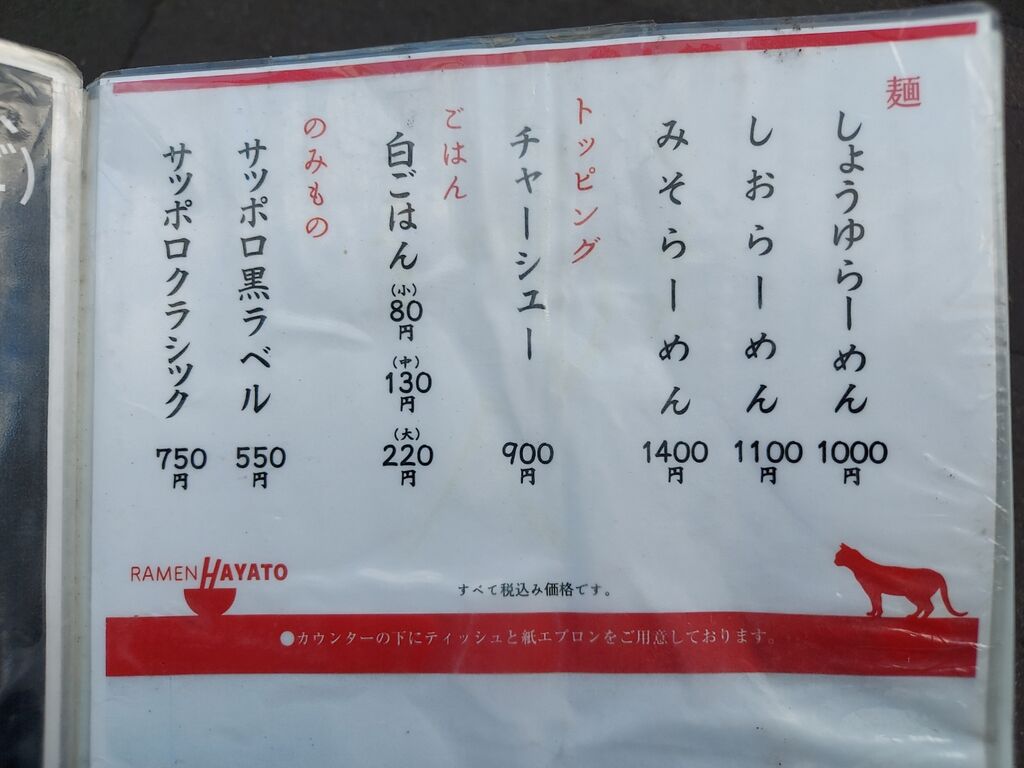 麺
しょうゆらーめん 1000円
しおらーめん 1100円
みそらーめん 1400円
トッピング
チャーシュー 900円
ごはん
白ごはん (小) 80円 (中) 130円 (大) 220円
のみもの
サッポロ黒ラベル 550円
サッポロクラシック 750円
RAMEN HAYATO
すべて税込み価格です。
●カウンターの下にティッシュと紙エプロンをご用意しております。